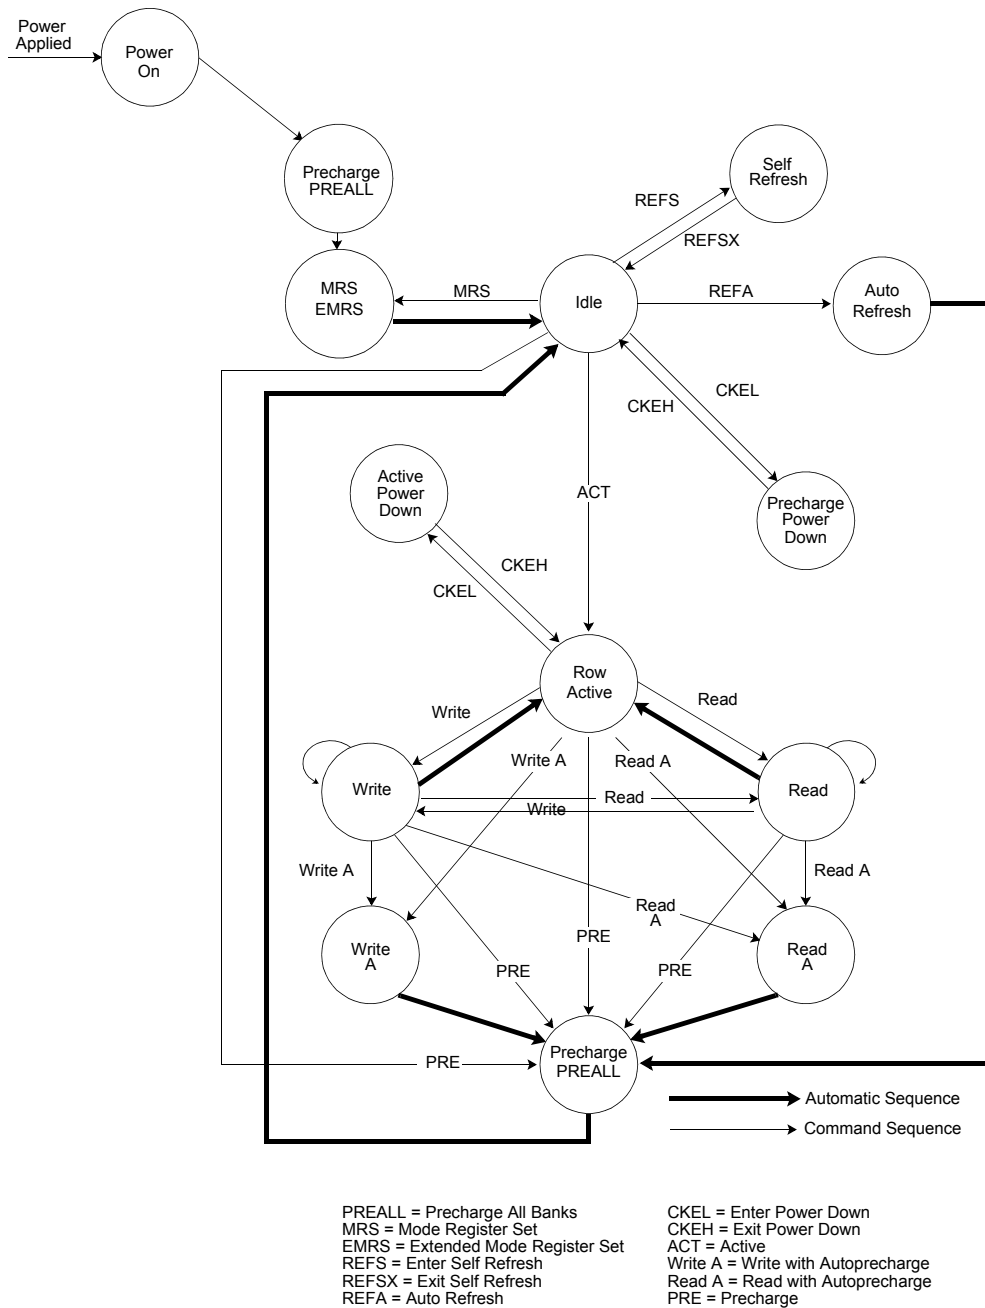 Power
Applied
Power
On
Precharge
PREALL
Self
Refresh
REFS
REFSX
MRS
EMRS
MRS
Idle
REFA
Auto
Refresh
CKEL
CKEH
Active
Power
Down
ACT
Precharge
Power
Down
CKEH
CKEL
Row
Active
Write
Read
Write A
Read A
Write
Read
Read
Write
Write A
Read A
Read
A
Write
A
PRE
Read
A
PRE
PRE
Precharge
PREALL
PRE
Automatic Sequence
Command Sequence
PREALL = Precharge All Banks
MRS = Mode Register Set
EMRS = Extended Mode Register Set
REFS = Enter Self Refresh
REFSX = Exit Self Refresh
REFA = Auto Refresh
CKEL = Enter Power Down
CKEH = Exit Power Down
ACT = Active
Write A = Write with Autoprecharge
Read A = Read with Autoprecharge
PRE = Precharge